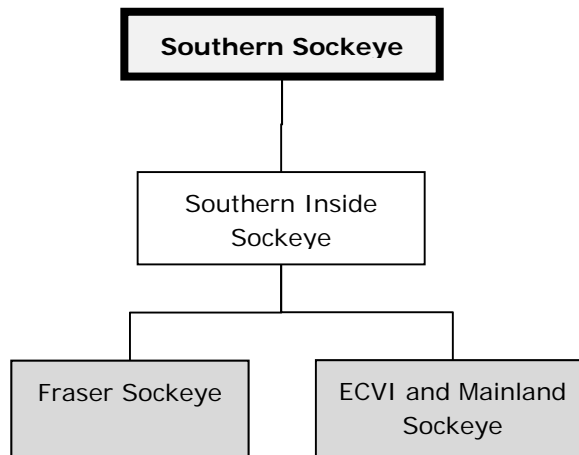 Southern Sockeye
Southern Inside
Sockeye
Fraser Sockeye
ECVI and Mainland
Sockeye